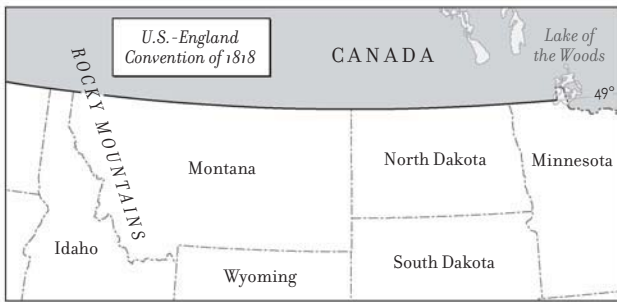 U.S.-England
Convention of 1818
CANADA
Lake of
the Woods
49°
ROCKY MOUNTAINS
Montana
North Dakota
Minnesota
Idaho
Wyoming
South Dakota